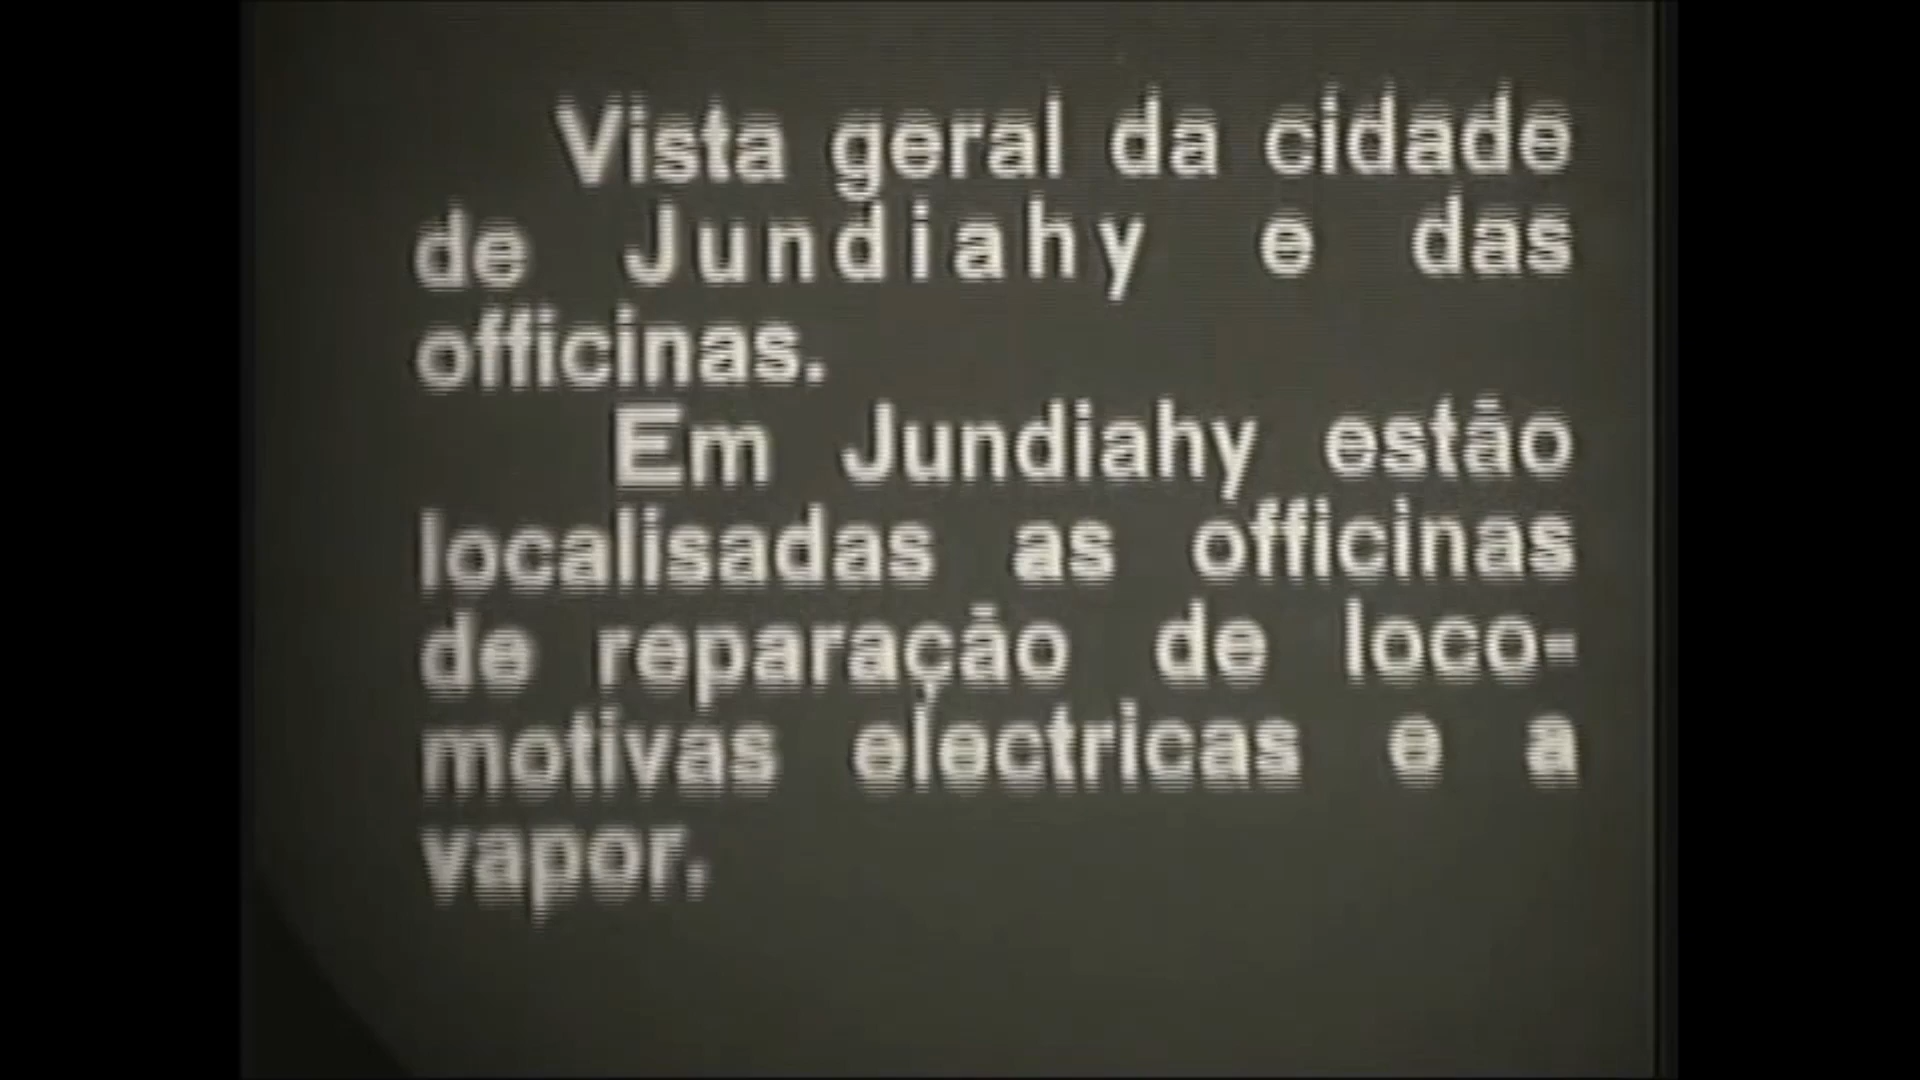 Vista geral da cidade
de Jundiahy e das
officinas.
Em Jundiahy estão
localisadas as officinas
de reparação de loco-
motivas electricas e a
vapor.